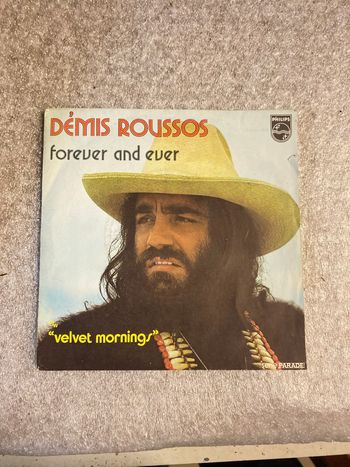 DÉMIS ROUSSOS
PHILIPS
forever and ever
"velvet mornings"
PARADE